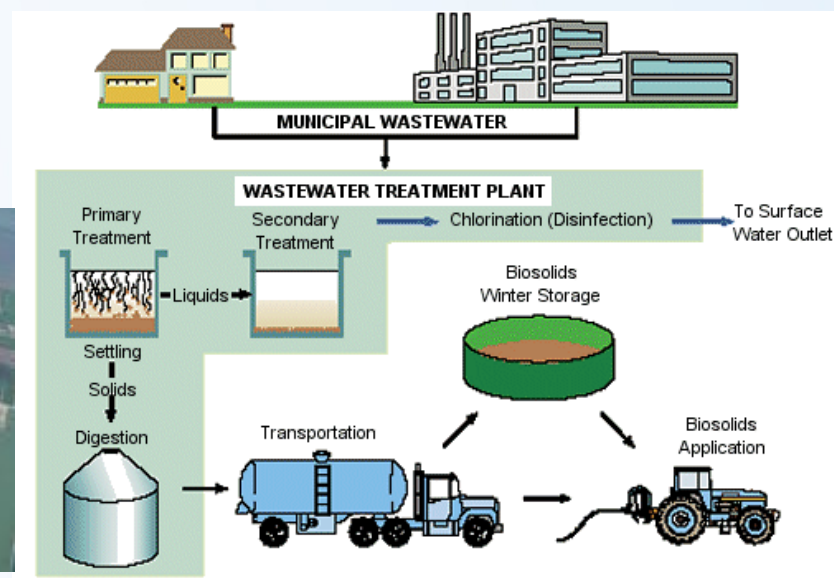 MUNICIPAL WASTEWATER
WASTEWATER TREATMENT PLANT
Primary
Treatment
Secondary
Treatment
Chlorination (Disinfection)
To Surface
Water Outlet
Liquids
Settling
Solids
Digestion
Transportation
Biosolids
Winter Storage
Biosolids
Application